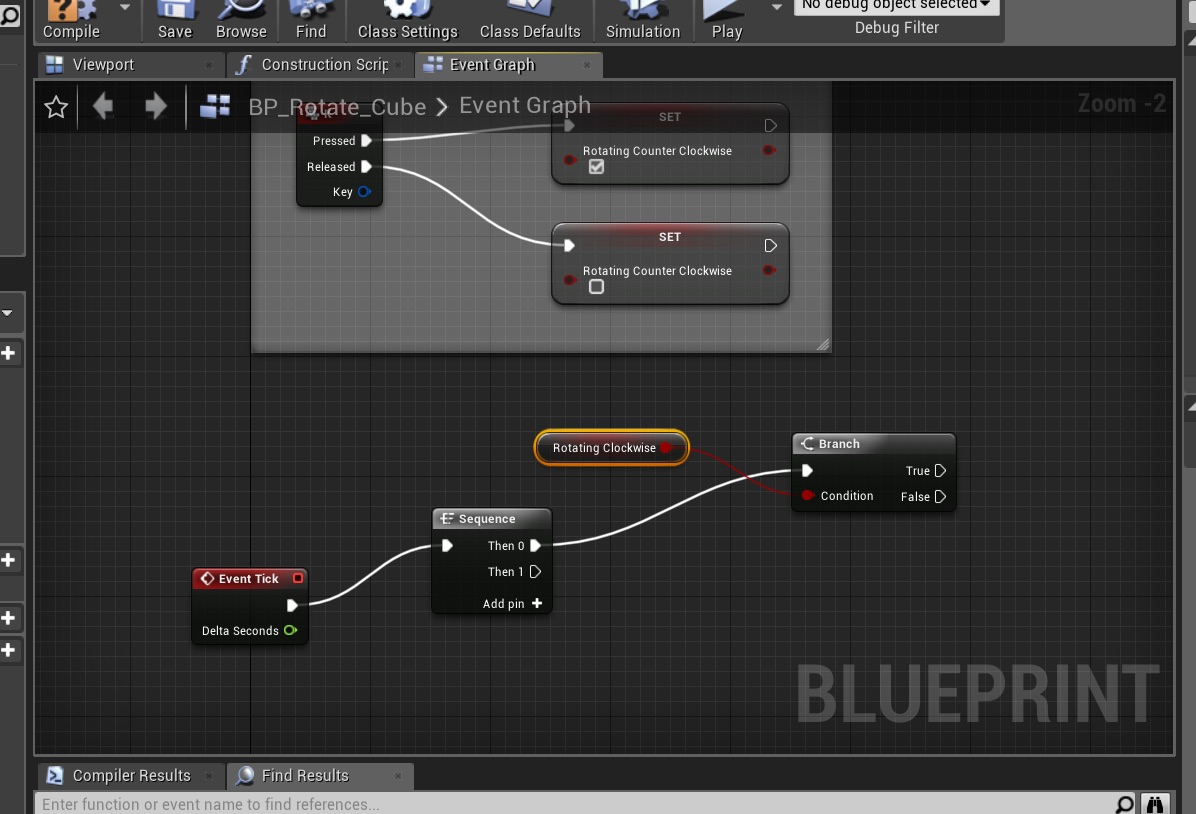 No debug object selected
Compile Save Browse Find Class Settings Class Defaults Simulation Play Debug Filter
Viewport Construction Scrip Event Graph
BP_Rotate_Cube > Event Graph Zoom -2
SET
Pressed
Rotating Counter Clockwise
Released
Key
SET
Rotating Counter Clockwise
Rotating Clockwise
Branch
True
Condition False
Sequence
Then 0
Then 1
Add pin
Event Tick
Delta Seconds
BLUEPRINT
Compiler Results Find Results
Enter function or event name to find references...